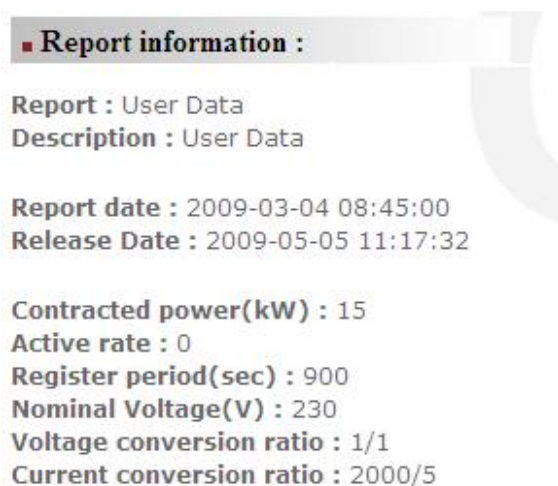 Report information :
Report : User Data
Description : User Data
Report date : 2009-03-04 08:45:00
Release Date : 2009-05-05 11:17:32
Contracted power(kW) : 15
Active rate : 0
Register period(sec) : 900
Nominal Voltage(V) : 230
Voltage conversion ratio : 1/1
Current conversion ratio : 2000/5